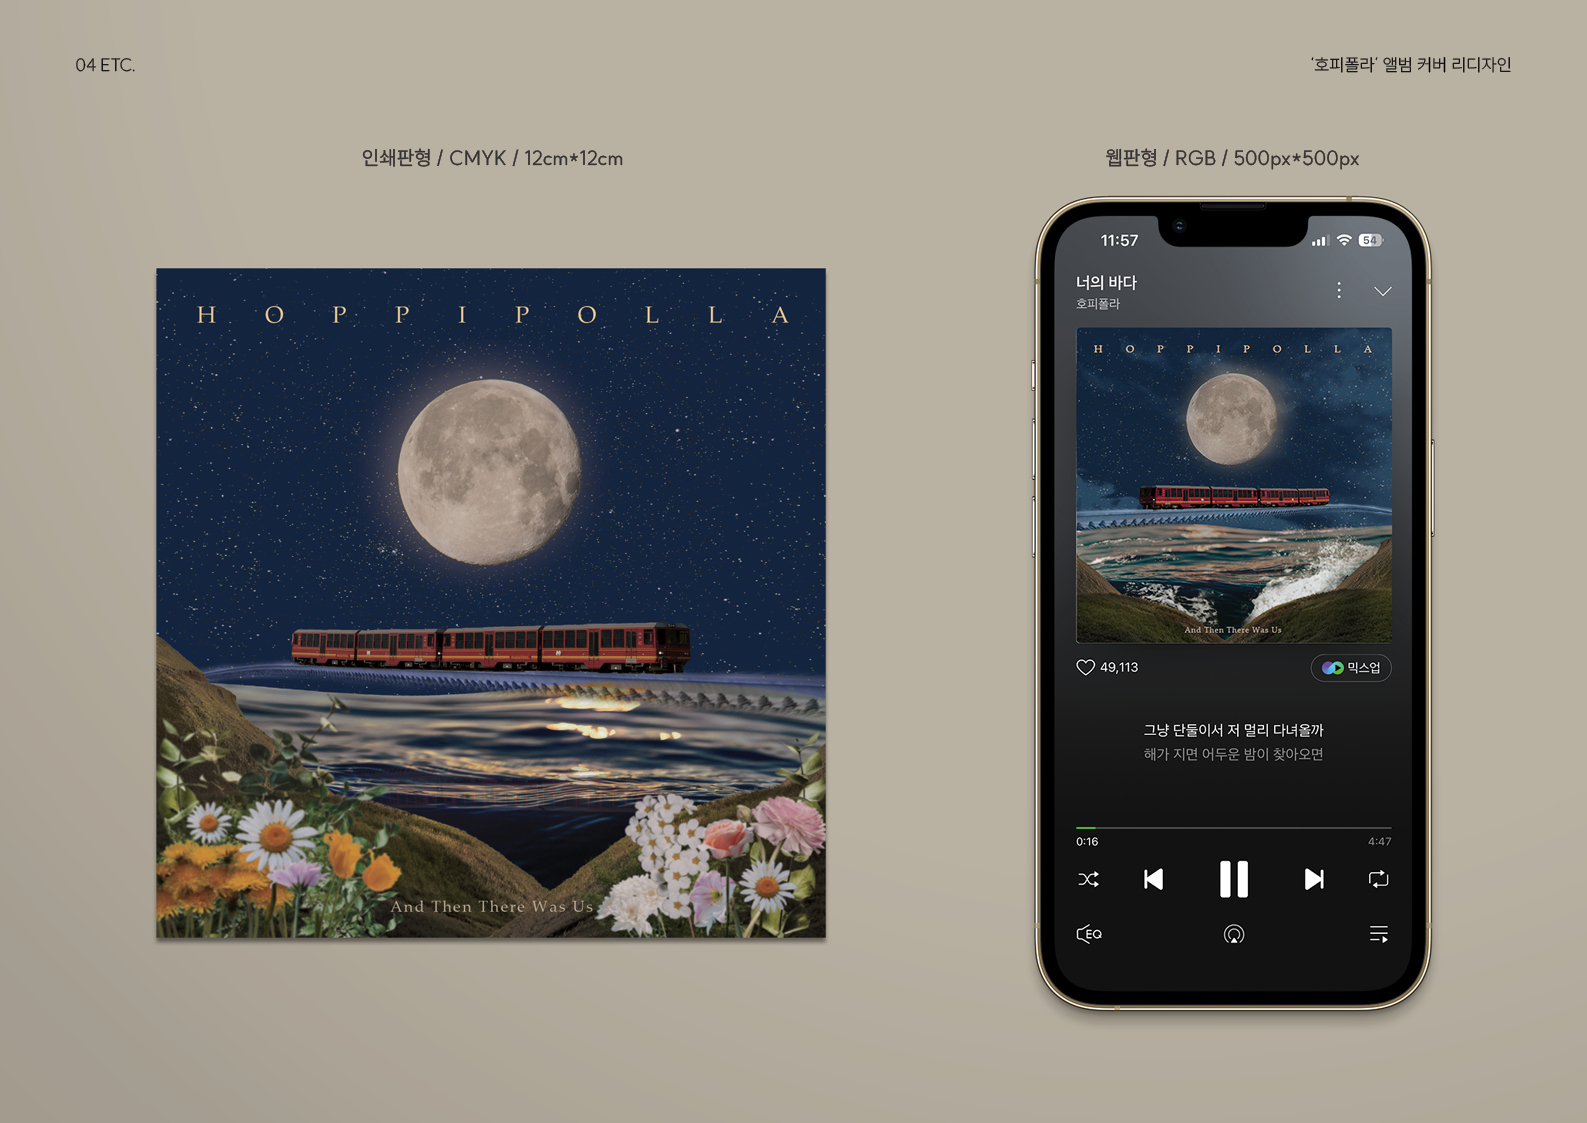 04 ETC.
'호피폴라' 앨범 커버 리디자인
인쇄판형 / CMYK / 12cm*12cm
HOPPIPOLLA
And Then There Was Us
웹판형 / RGB / 500px*500px
11:57
54
너의 바다
호피폴라
HOPPIPOLLA
And Then There Was Us
49,113
믹스업
그냥 단둘이서 저 멀리 다녀올까
해가 지면 어두운 밤이 찾아오면
0:16
4:47
EQ